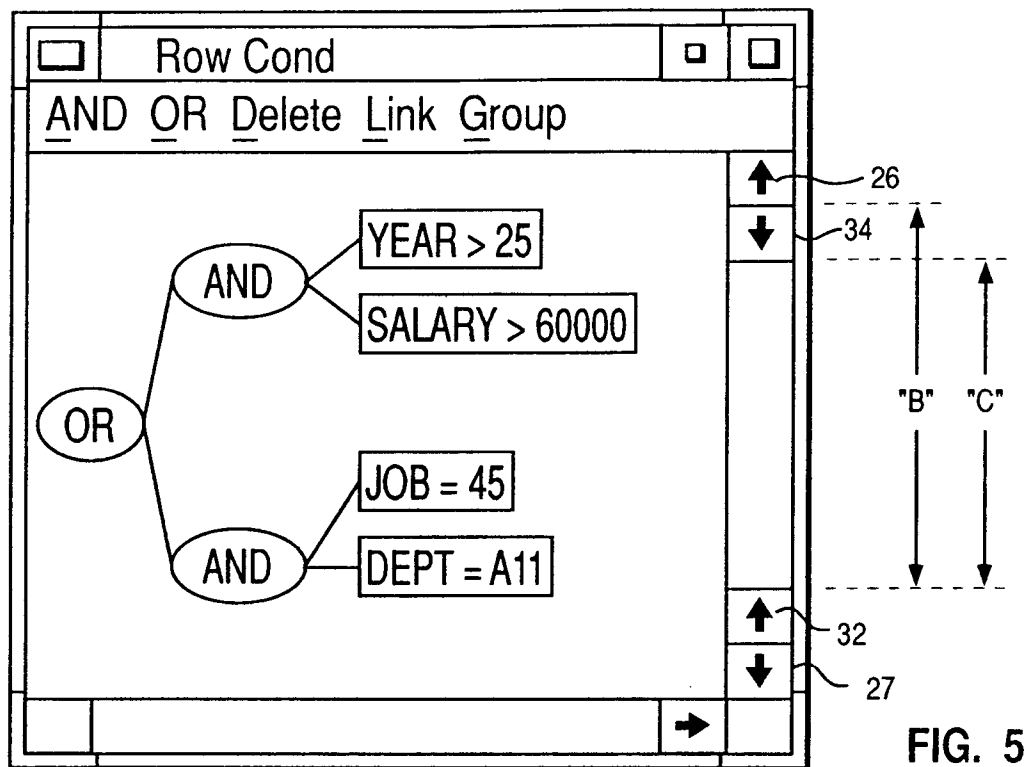 Row Cond
AND OR Delete Link Group
26
34
YEAR > 25
AND
SALARY > 60000
"B" "C"
OR
JOB = 45
AND
DEPT = A11
32
27
FIG. 5